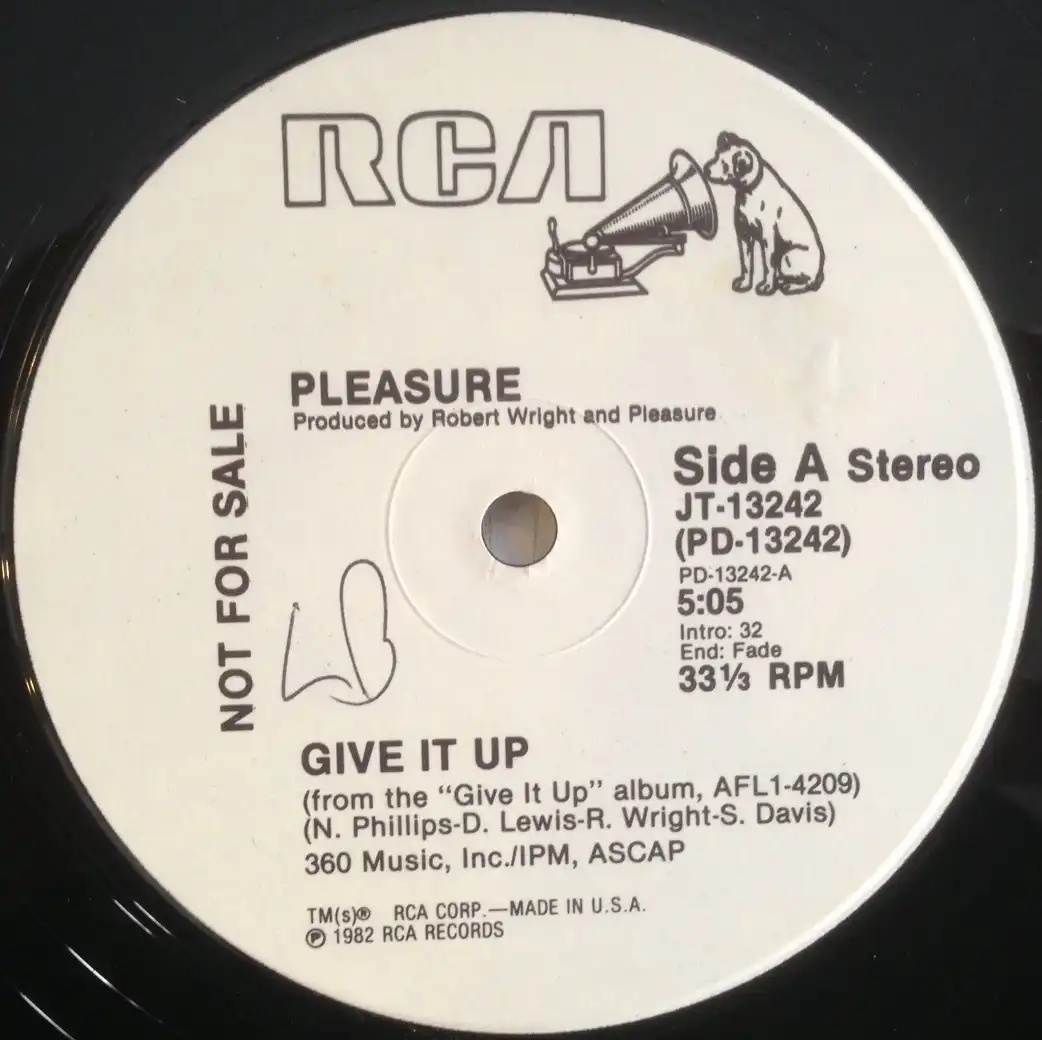 RCA
PLEASURE
Produced by Robert Wright and Pleasure
NOT FOR SALE
Side A Stereo
JT-13242
(PD-13242)
PD-13242-A
5:05
Intro: 32
End: Fade
33⅓ RPM
GIVE IT UP
(from the “Give It Up” album, AFL1-4209)
(N. Phillips-D. Lewis-R. Wright-S. Davis)
360 Music, Inc./IPM, ASCAP
TM(s)® RCA CORP.—MADE IN U.S.A.
℗ 1982 RCA RECORDS